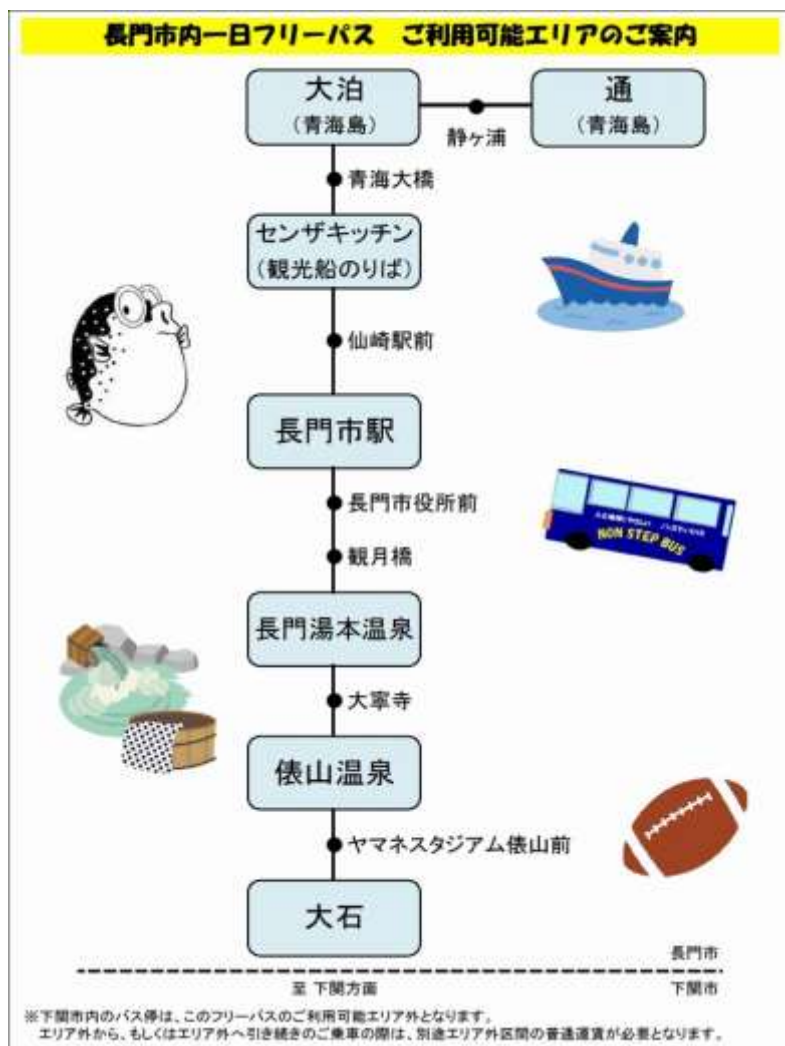 長門市内一日フリーパス ご利用可能エリアのご案内
大泊
(青海島)
静ヶ浦
通
(青海島)
青海大橋
センザキッチン
(観光船のりば)
仙崎駅前
長門市駅
長門市役所前
観月橋
NON STEP BUS
長門湯本温泉
大寧寺
俵山温泉
ヤマネスタジアム俵山前
大石
長門市
至 下関方面
下関市
※下関市内のバス停は、このフリーパスのご利用可能エリア外となります。
エリア外から、もしくはエリア外へ引き続きのご乗車の際は、別途エリア外区間の普通運賃が必要となります。